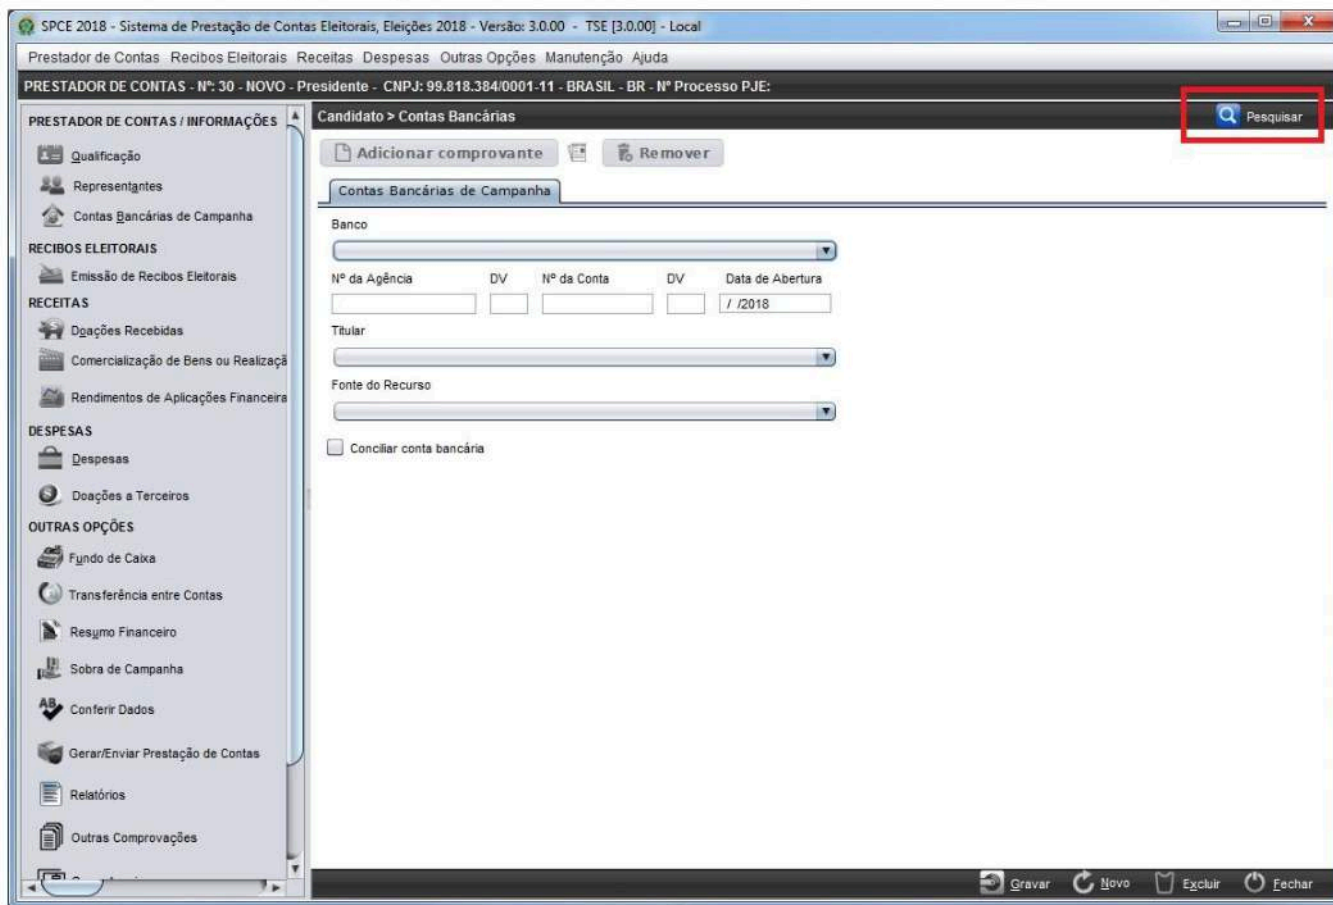 SPCE 2018 - Sistema de Prestação de Contas Eleitorais, Eleições 2018 - Versão: 3.0.00 - TSE [3.0.00] - Local
Prestador de Contas Recibos Eleitorais Receitas Despesas Outras Opções Manutenção Ajuda
PRESTADOR DE CONTAS - Nº: 30 - NOVO - Presidente - CNPJ: 99.818.384/0001-11 - BRASIL - BR - Nº Processo PJE:
PRESTADOR DE CONTAS / INFORMAÇÕES
Qualificação
Representantes
Contas Bancárias de Campanha
RECIBOS ELEITORAIS
Emissão de Recibos Eleitorais
RECEITAS
Doações Recebidas
Comercialização de Bens ou Realizaçã
Rendimentos de Aplicações Financeira
DESPESAS
Despesas
Doações a Terceiros
OUTRAS OPÇÕES
Fundo de Caixa
Transferência entre Contas
Resumo Financeiro
Sobra de Campanha
Conferir Dados
Gerar/Enviar Prestação de Contas
Relatórios
Outras Comprovações
Candidato > Contas Bancárias
Pesquisar
Adicionar comprovante Remover
Contas Bancárias de Campanha
Banco
Nº da Agência DV Nº da Conta DV Data de Abertura
/ /2018
Titular
Fonte do Recurso
Conciliar conta bancária
Gravar Novo Excluir Fechar